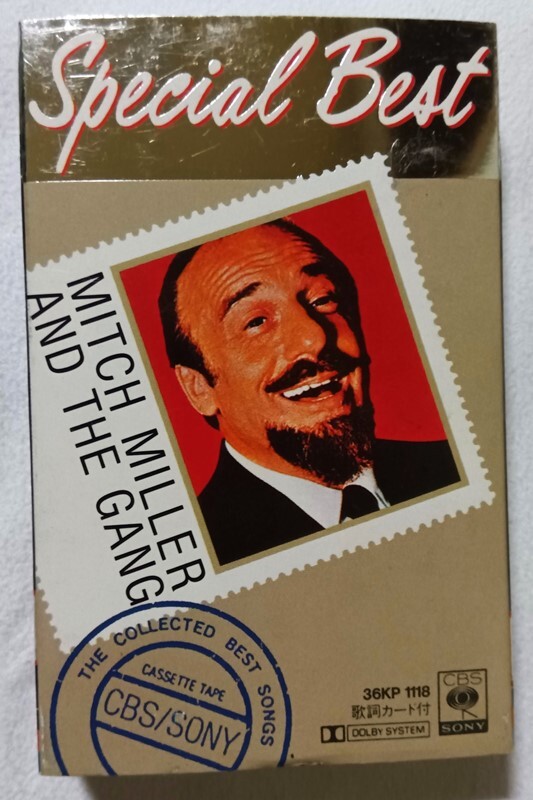 Special Best
MITCH MILLER
AND THE GANG
THE COLLECTED BEST SONGS
CASSETTE TAPE
CBS/SONY
36KP 1118
歌詞カード付
DOLBY SYSTEM
CBS
SONY